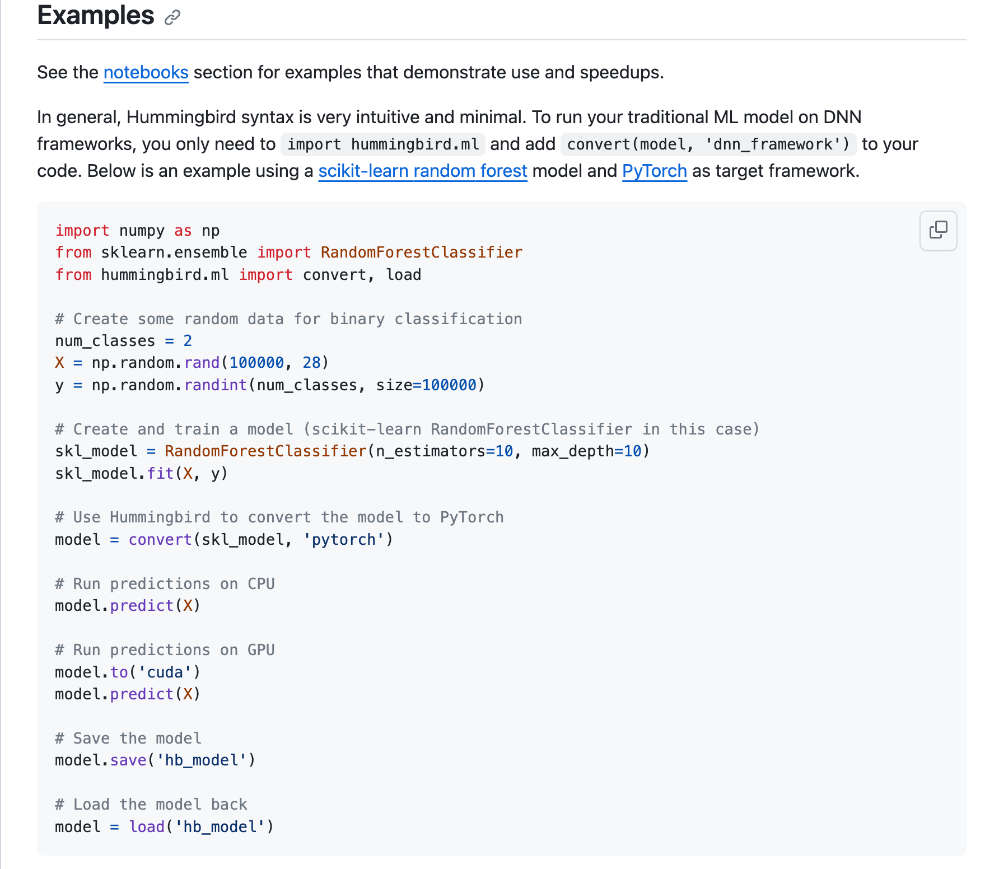 Examples
See the notebooks section for examples that demonstrate use and speedups.
In general, Hummingbird syntax is very intuitive and minimal. To run your traditional ML model on DNN
frameworks, you only need to import hummingbird.ml and add convert(model, 'dnn_framework') to your
code. Below is an example using a scikit-learn random forest model and PyTorch as target framework.
import numpy as np
from sklearn.ensemble import RandomForestClassifier
from hummingbird.ml import convert, load
# Create some random data for binary classification
num_classes = 2
X = np.random.rand(100000, 28)
y = np.random.randint(num_classes, size=100000)
# Create and train a model (scikit-learn RandomForestClassifier in this case)
skl_model = RandomForestClassifier(n_estimators=10, max_depth=10)
skl_model.fit(X, y)
# Use Hummingbird to convert the model to PyTorch
model = convert(skl_model, 'pytorch')
# Run predictions on CPU
model.predict(X)
# Run predictions on GPU
model.to('cuda')
model.predict(X)
# Save the model
model.save('hb_model')
# Load the model back
model = load('hb_model')